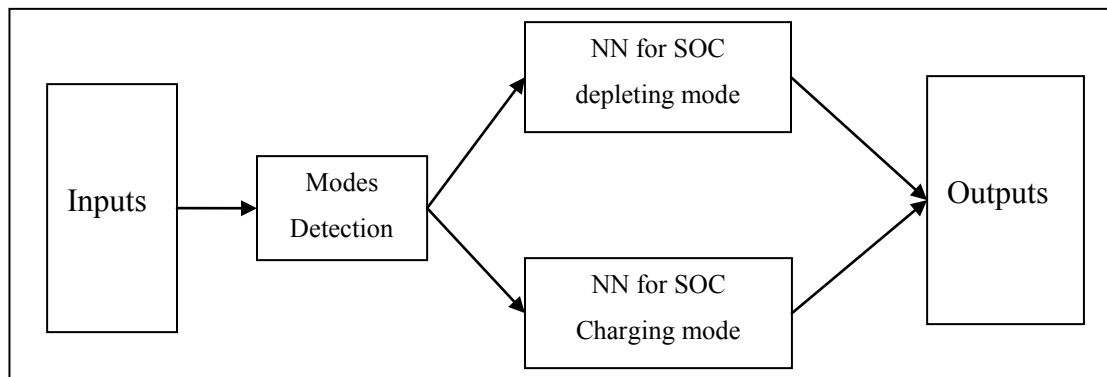 Inputs
Modes
Detection
NN for SOC
depleting mode
NN for SOC
Charging mode
Outputs